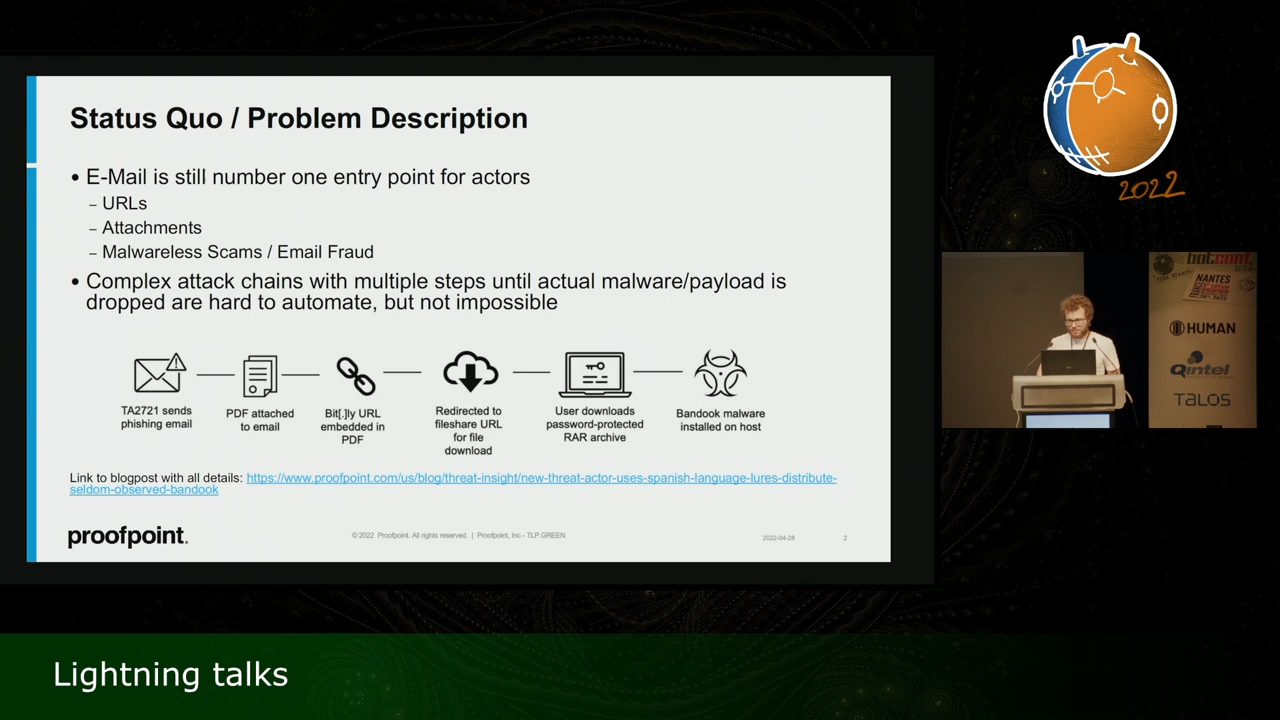 Status Quo / Problem Description
• E-Mail is still number one entry point for actors
– URLs
– Attachments
– Malwareless Scams / Email Fraud
• Complex attack chains with multiple steps until actual malware/payload is
dropped are hard to automate, but not impossible
TA2721 sends
phishing email
PDF attached
to email
Bit[.]ly URL
embedded in
PDF
Redirected to
fileshare URL
for file
download
User downloads
password-protected
RAR archive
Bandook malware
installed on host
Link to blogpost with all details: https://www.proofpoint.com/us/blog/threat-insight/new-threat-actor-uses-spanish-language-lures-distribute-
seldom-observed-bandook
proofpoint.
© 2022 Proofpoint. All rights reserved. | Proofpoint, Inc - TLP.GREEN
2022-04-28
2
2022
botconf
NANTES
HUMAN
Qintel
TALOS
Lightning talks